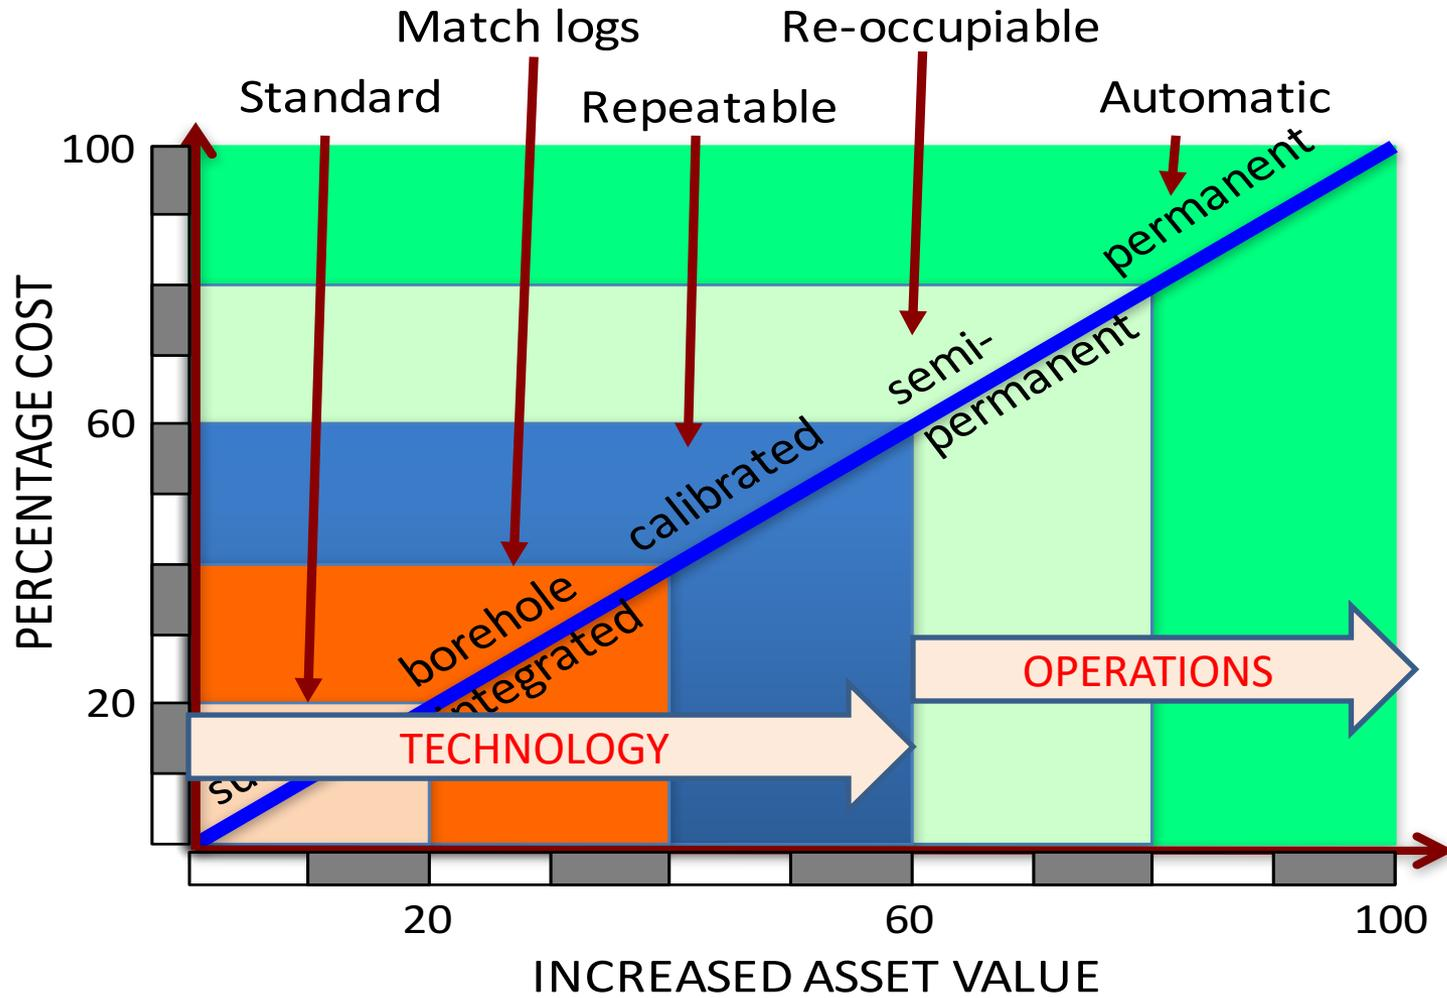 Match logs
Re-occupiable
Standard
Repeatable
Automatic
100
60
20
PERCENTAGE COST
permanent
semi-
permanent
calibrated
borehole
integrated
OPERATIONS
TECHNOLOGY
20
60
100
INCREASED ASSET VALUE